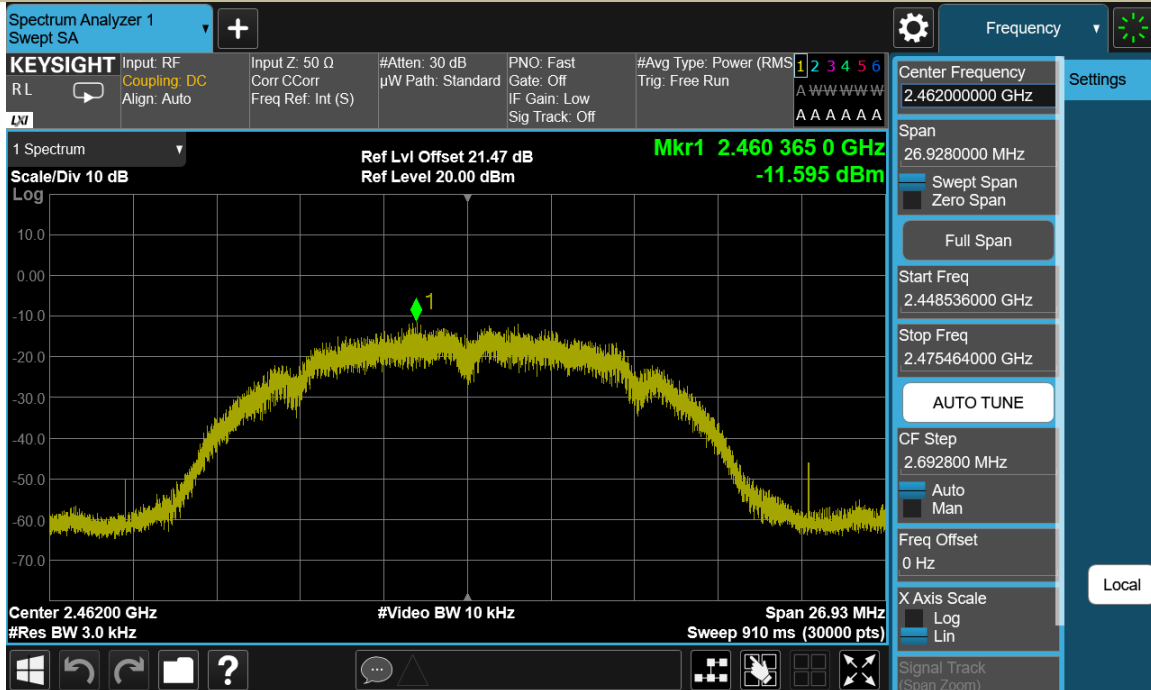 Spectrum Analyzer 1
Swept SA
Frequency
KEYSIGHT
R L
LXI
Input: RF
Coupling: DC
Align: Auto
Input Z: 50 Ω
Corr CCorr
Freq Ref: Int (S)
#Atten: 30 dB
µW Path: Standard
PNO: Fast
Gate: Off
IF Gain: Low
Sig Track: Off
#Avg Type: Power (RMS
Trig: Free Run
1 2 3 4 5 6
A W W W W W
A A A A A A
Center Frequency
2.462000000 GHz
Settings
Span
26.9280000 MHz
Swept Span
Zero Span
Full Span
Start Freq
2.448536000 GHz
Stop Freq
2.475464000 GHz
AUTO TUNE
CF Step
2.692800 MHz
Auto
Man
Freq Offset
0 Hz
X Axis Scale
Log
Lin
Signal Track
(Span Zoom)
Local
1 Spectrum
Scale/Div 10 dB
Log
Ref Lvl Offset 21.47 dB
Ref Level 20.00 dBm
Mkr1 2.460 365 0 GHz
-11.595 dBm
1
10.0
0.00
-10.0
-20.0
-30.0
-40.0
-50.0
-60.0
-70.0
Center 2.46200 GHz
#Res BW 3.0 kHz
#Video BW 10 kHz
Span 26.93 MHz
Sweep 910 ms (30000 pts)
?